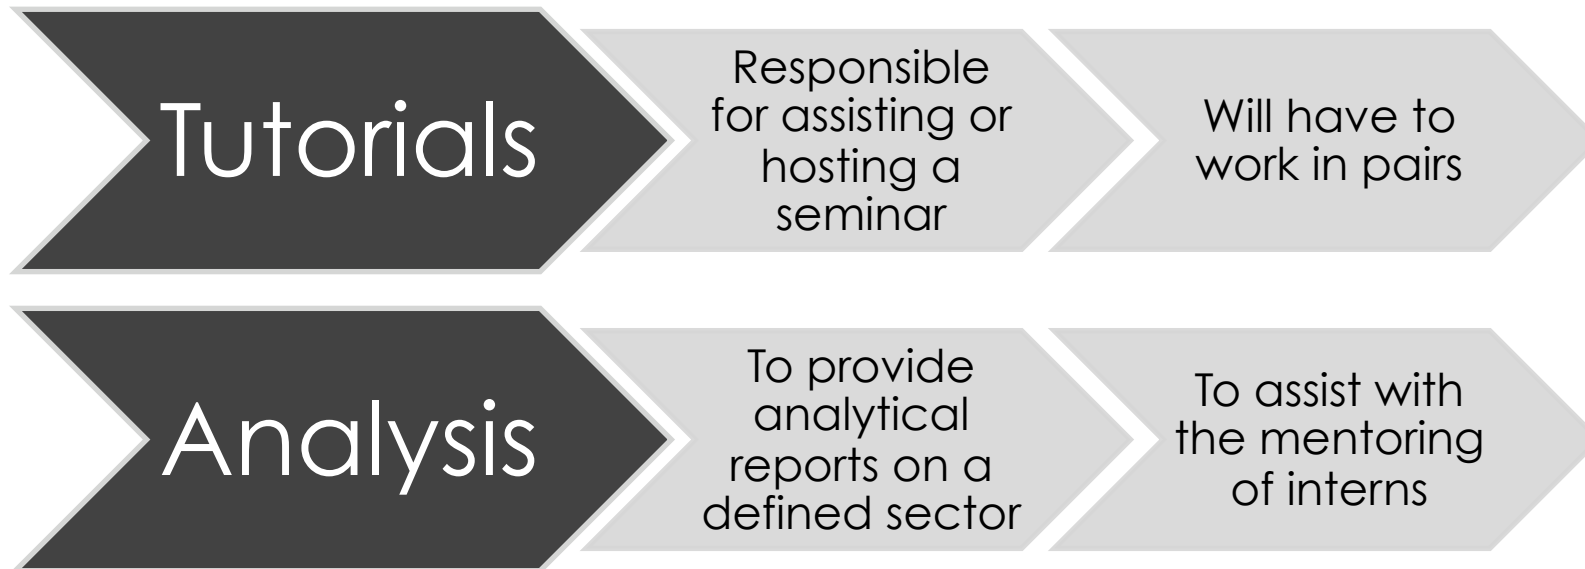 Tutorials
Responsible
for assisting or
hosting a
seminar
Will have to
work in pairs
Analysis
To provide
analytical
reports on a
defined sector
To assist with
the mentoring
of interns